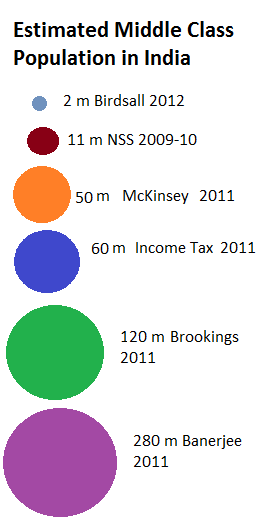 Estimated Middle Class
Population in India
2 m Birdsall 2012
11 m NSS 2009-10
50 m McKinsey 2011
60 m Income Tax 2011
120 m Brookings
2011
280 m Banerjee
2011